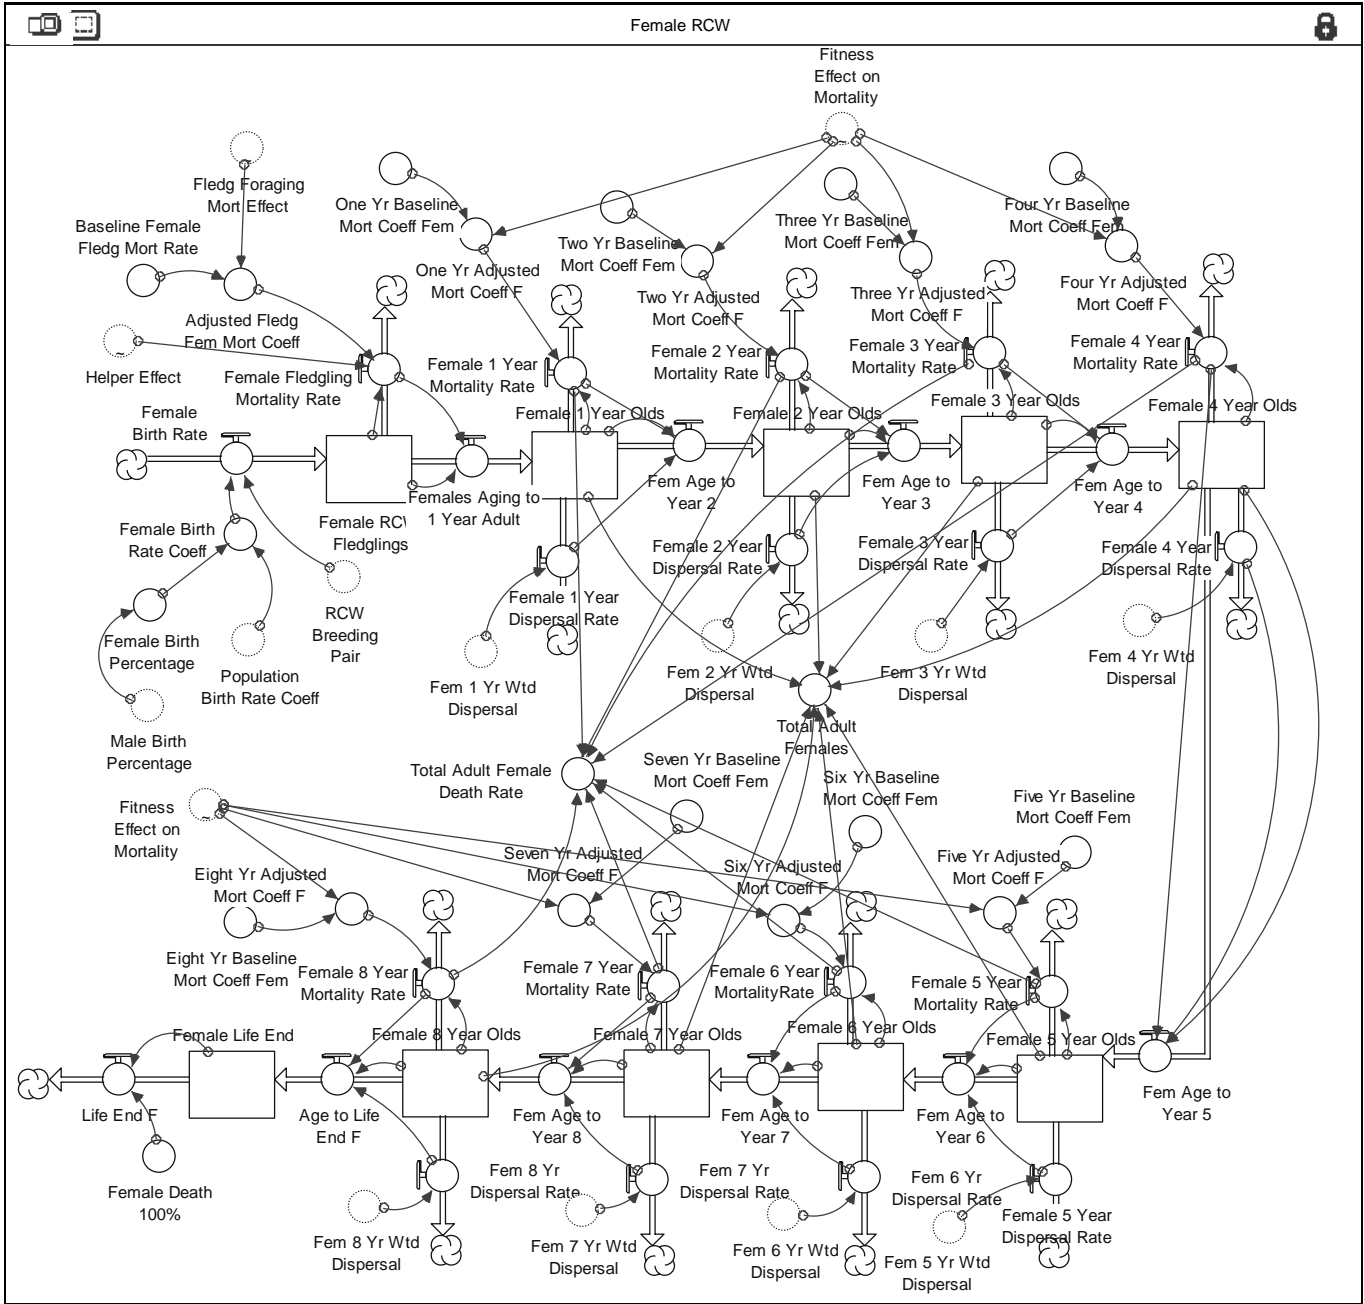 Female RCW
Fitness
Effect on
Mortality
Fledg Foraging
Mort Effect
Baseline Female
Fledg Mort Rate
One Yr Baseline
Mort Coeff Fem
Two Yr Baseline
Mort Coeff Fem
Three Yr Baseline
Mort Coeff Fem
Four Yr Baseline
Mort Coeff Fem
One Yr Adjusted
Mort Coeff F
Two Yr Adjusted
Mort Coeff F
Three Yr Adjusted
Mort Coeff F
Four Yr Adjusted
Mort Coeff F
Adjusted Fledg
Fem Mort Coeff
Helper Effect
Female Fledgling
Mortality Rate
Female 1 Year
Mortality Rate
Female 2 Year
Mortality Rate
Female 3 Year
Mortality Rate
Female 4 Year
Mortality Rate
Female
Birth Rate
Female 1 Year Olds
Female 2 Year Olds
Female 3 Year Olds
Female 4 Year Olds
Females Aging to
1 Year Adult
Fem Age to
Year 2
Fem Age to
Year 3
Fem Age to
Year 4
Female RC
Fledglings
Female Birth
Rate Coeff
Female 1 Year
Dispersal Rate
Female 2 Year
Dispersal Rate
Female 3 Year
Dispersal Rate
Female 4 Year
Dispersal Rate
RCW
Breeding
Pair
Female Birth
Percentage
Population
Birth Rate Coeff
Fem 1 Yr Wtd
Dispersal
Fem 2 Yr Wtd
Dispersal
Fem 3 Yr Wtd
Dispersal
Fem 4 Yr Wtd
Dispersal
Male Birth
Percentage
Total Adult
Females
Total Adult Female
Death Rate
Seven Yr Baseline
Mort Coeff Fem
Six Yr Baseline
Mort Coeff Fem
Five Yr Baseline
Mort Coeff Fem
Fitness
Effect on
Mortality
Eight Yr Adjusted
Mort Coeff F
Seven Yr Adjusted
Mort Coeff F
Six Yr Adjusted
Mort Coeff F
Five Yr Adjusted
Mort Coeff F
Eight Yr Baseline
Mort Coeff Fem
Female 8 Year
Mortality Rate
Female 7 Year
Mortality Rate
Female 6 Year
MortalityRate
Female 5 Year
Mortality Rate
Female Life End
Female 8 Year Olds
Female 7 Year Olds
Female 6 Year Olds
Female 5 Year Olds
Life End F
Age to Life
End F
Fem Age to
Year 8
Fem Age to
Year 7
Fem Age to
Year 6
Fem Age to
Year 5
Female Death
100%
Fem 8 Yr
Dispersal Rate
Fem 7 Yr
Dispersal Rate
Fem 6 Yr
Dispersal Rate
Female 5 Year
Dispersal Rate
Fem 8 Yr Wtd
Dispersal
Fem 7 Yr Wtd
Dispersal
Fem 6 Yr Wtd
Dispersal
Fem 5 Yr Wtd
Dispersal